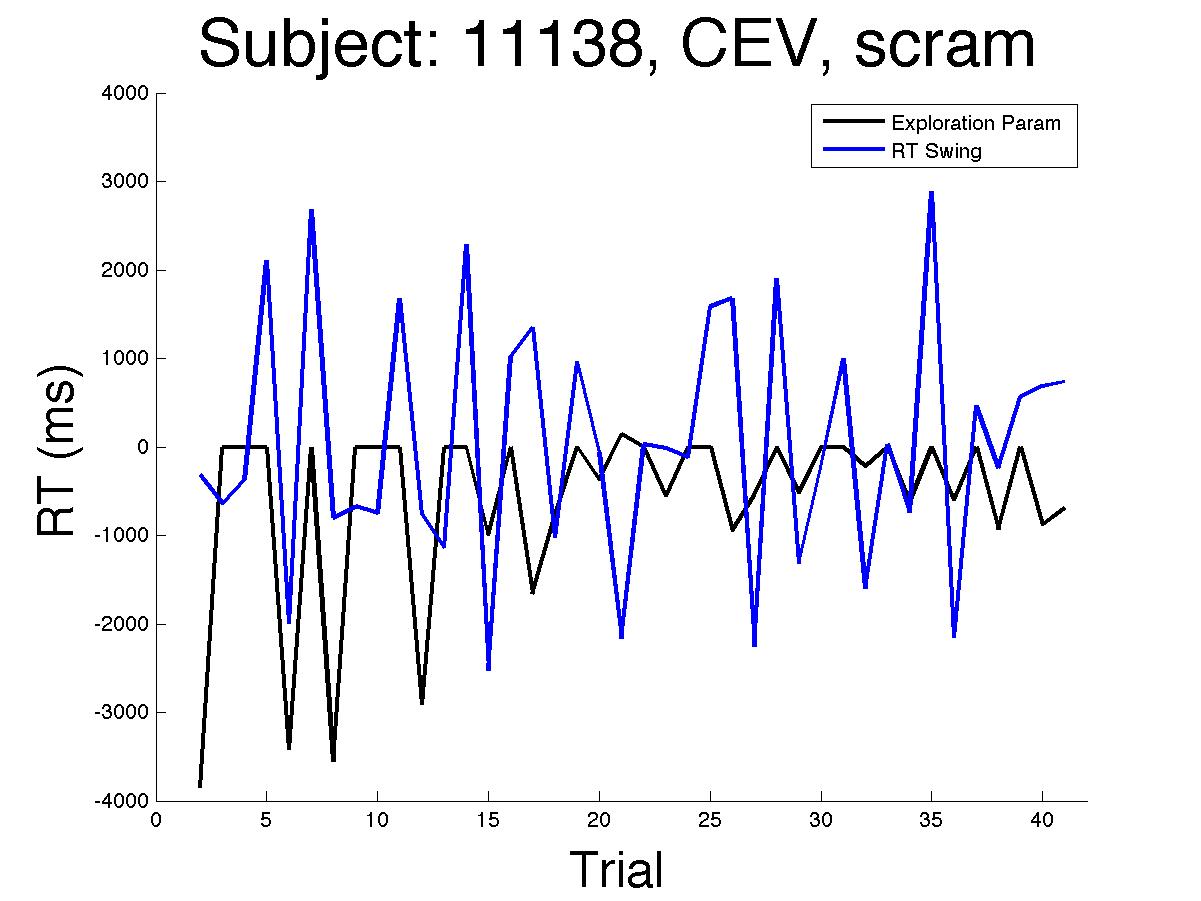 Subject: 11138, CEV, scram
4000
3000
2000
1000
0
-1000
-2000
-3000
-4000
RT (ms)
Exploration Param
RT Swing
0 5 10 15 20 25 30 35 40
Trial